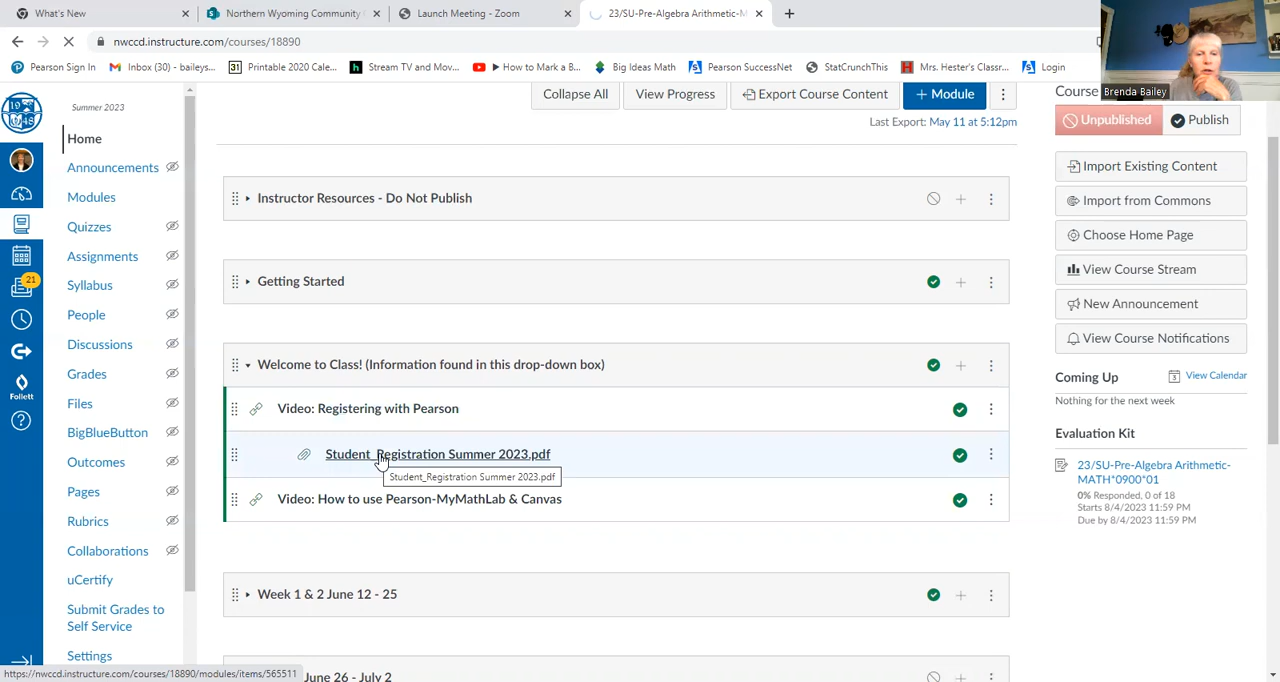 What's New
Northern Wyoming Community
Launch Meeting - Zoom
23/SU-Pre-Algebra Arithmetic-M
nwccd.instructure.com/courses/18890
Pearson Sign In
Inbox (30) - baileys...
Printable 2020 Cale...
Stream TV and Mov...
How to Make a B...
Big Ideas Math
Pearson SuccessNet
StatCrunchThis
Mrs. Hester's Classr...
Login
Brenda Bailey
1948
Summer 2023
Home
Announcements
Modules
Quizzes
Assignments
Syllabus
People
Discussions
Grades
Files
BigBlueButton
Outcomes
Pages
Rubrics
Collaborations
uCertify
Submit Grades to
Self Service
Settings
21
Follett
Collapse All
View Progress
Export Course Content
+ Module
Last Export: May 11 at 5:12pm
Instructor Resources - Do Not Publish
Getting Started
Welcome to Class! (Information found in this drop-down box)
Video: Registering with Pearson
Student_Registration Summer 2023.pdf
Student_Registration Summer 2023.pdf
Video: How to use Pearson-MyMathLab & Canvas
Week 1 & 2 June 12 - 25
June 26 - July 2
Course
Unpublished
Publish
Import Existing Content
Import from Commons
Choose Home Page
View Course Stream
New Announcement
View Course Notifications
Coming Up
View Calendar
Nothing for the next week
Evaluation Kit
23/SU-Pre-Algebra Arithmetic-
MATH*0900*01
0% Responded, 0 of 18
Starts 8/4/2023 11:59 PM
Due by 8/4/2023 11:59 PM
https://nwccd.instructure.com/courses/18890/modules/items/565511